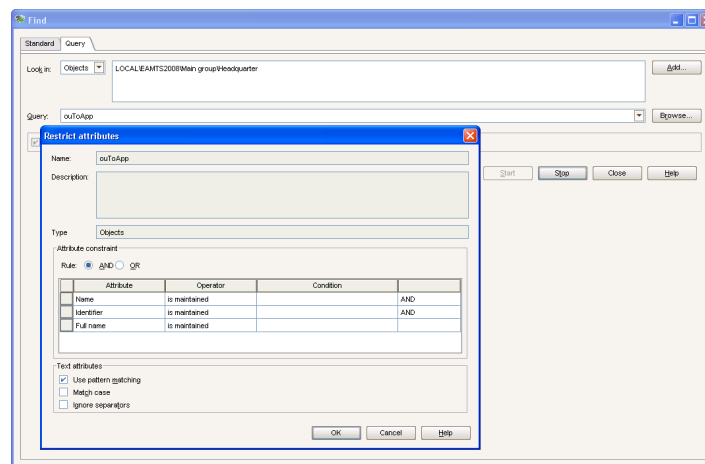 Find
Standard Query
Look in: Objects LOCAL\EAMTS2008\Main group\Headquarter Add...
Query: ouToApp Browse...
Restrict attributes
Name: ouToApp
Description:
Start Stop Close Help
Type Objects
Attribute constraint
Rule: AND OR
Attribute Operator Condition
Name is maintained AND
Identifier is maintained AND
Full name is maintained
Text attributes
Use pattern matching
Match case
Ignore separators
OK Cancel Help